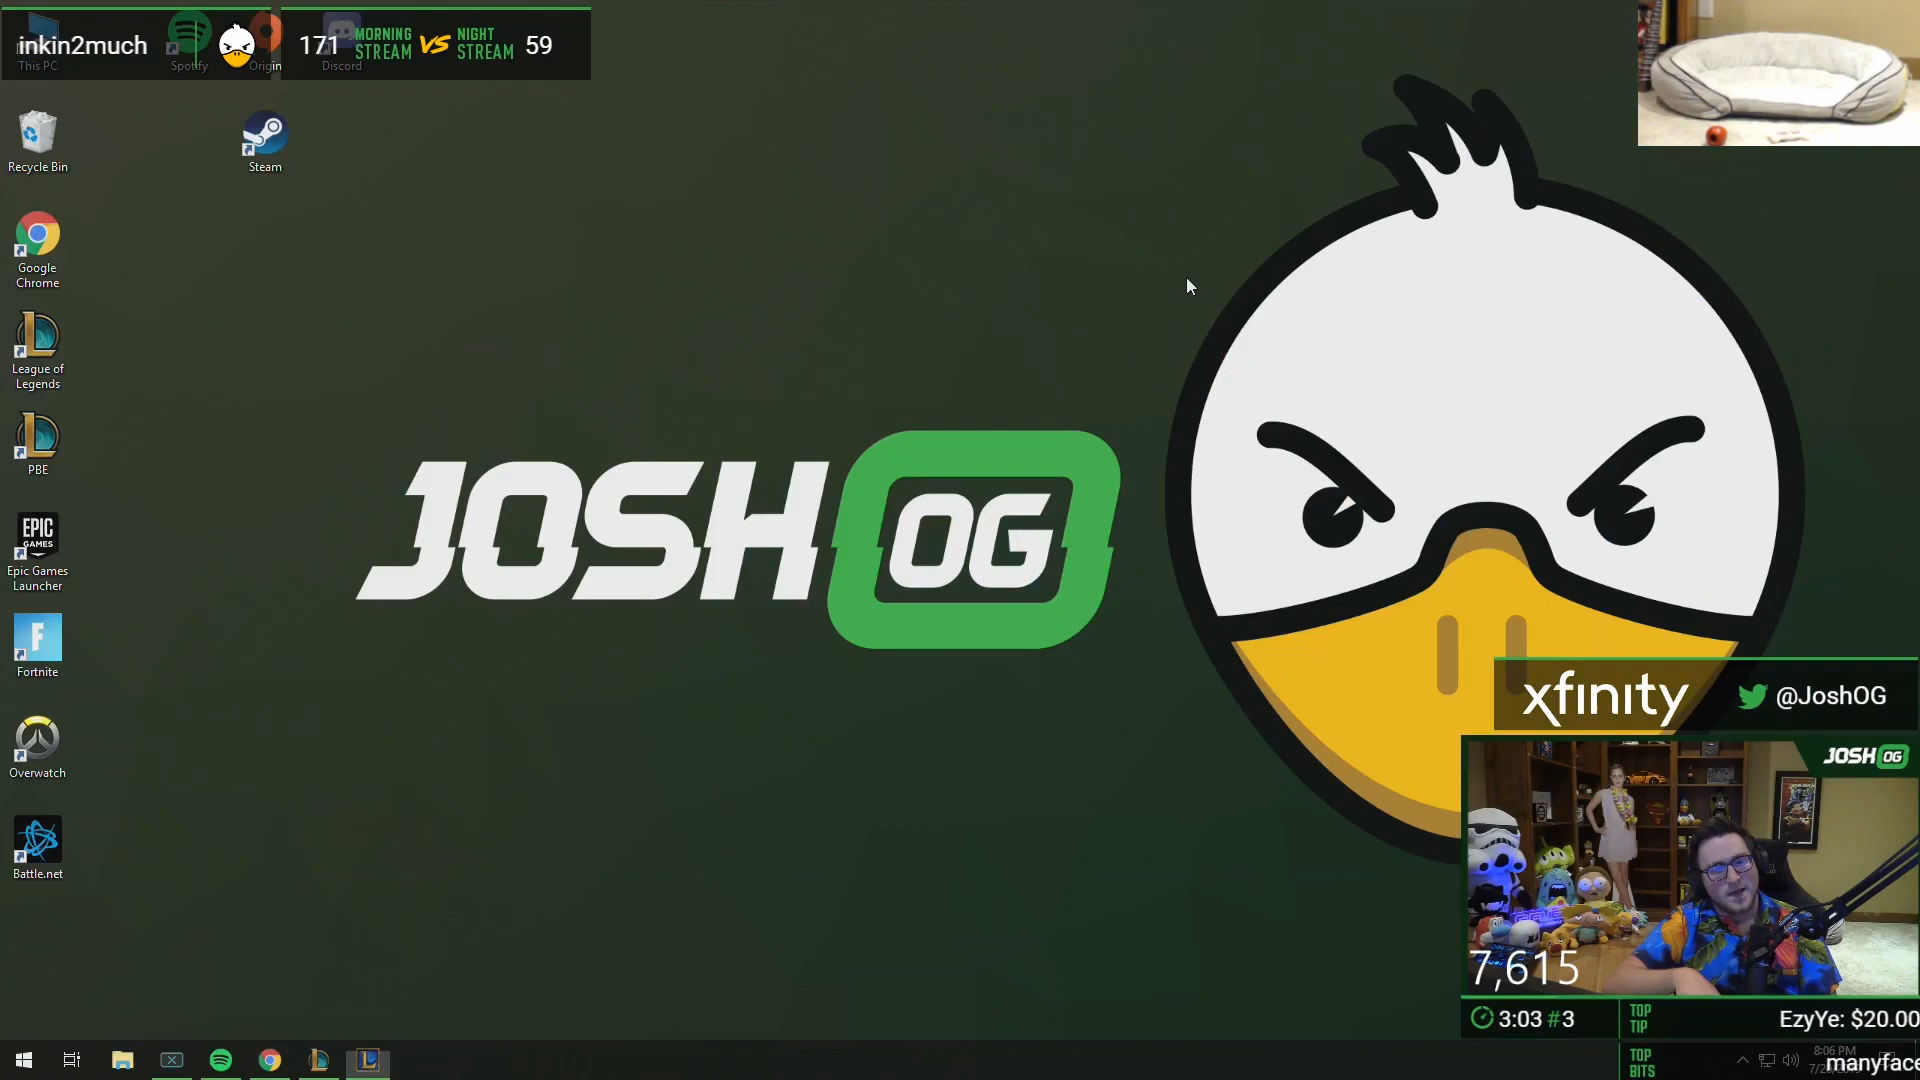 inkin2much
171
MORNING
STREAM
VS
NIGHT
STREAM
59
This PC
Spotify
Origin
Discord
Recycle Bin
Steam
Google
Chrome
League of
Legends
PBE
EPIC
GAMES
Epic Games
Launcher
F
Fortnite
Overwatch
Battle.net
JOSH OG
xfinity
@JoshOG
JOSH OG
7,615
3:03 #3
TOP
TIP
EzyYe: $20.00
TOP
BITS
8:06 PM
manyface